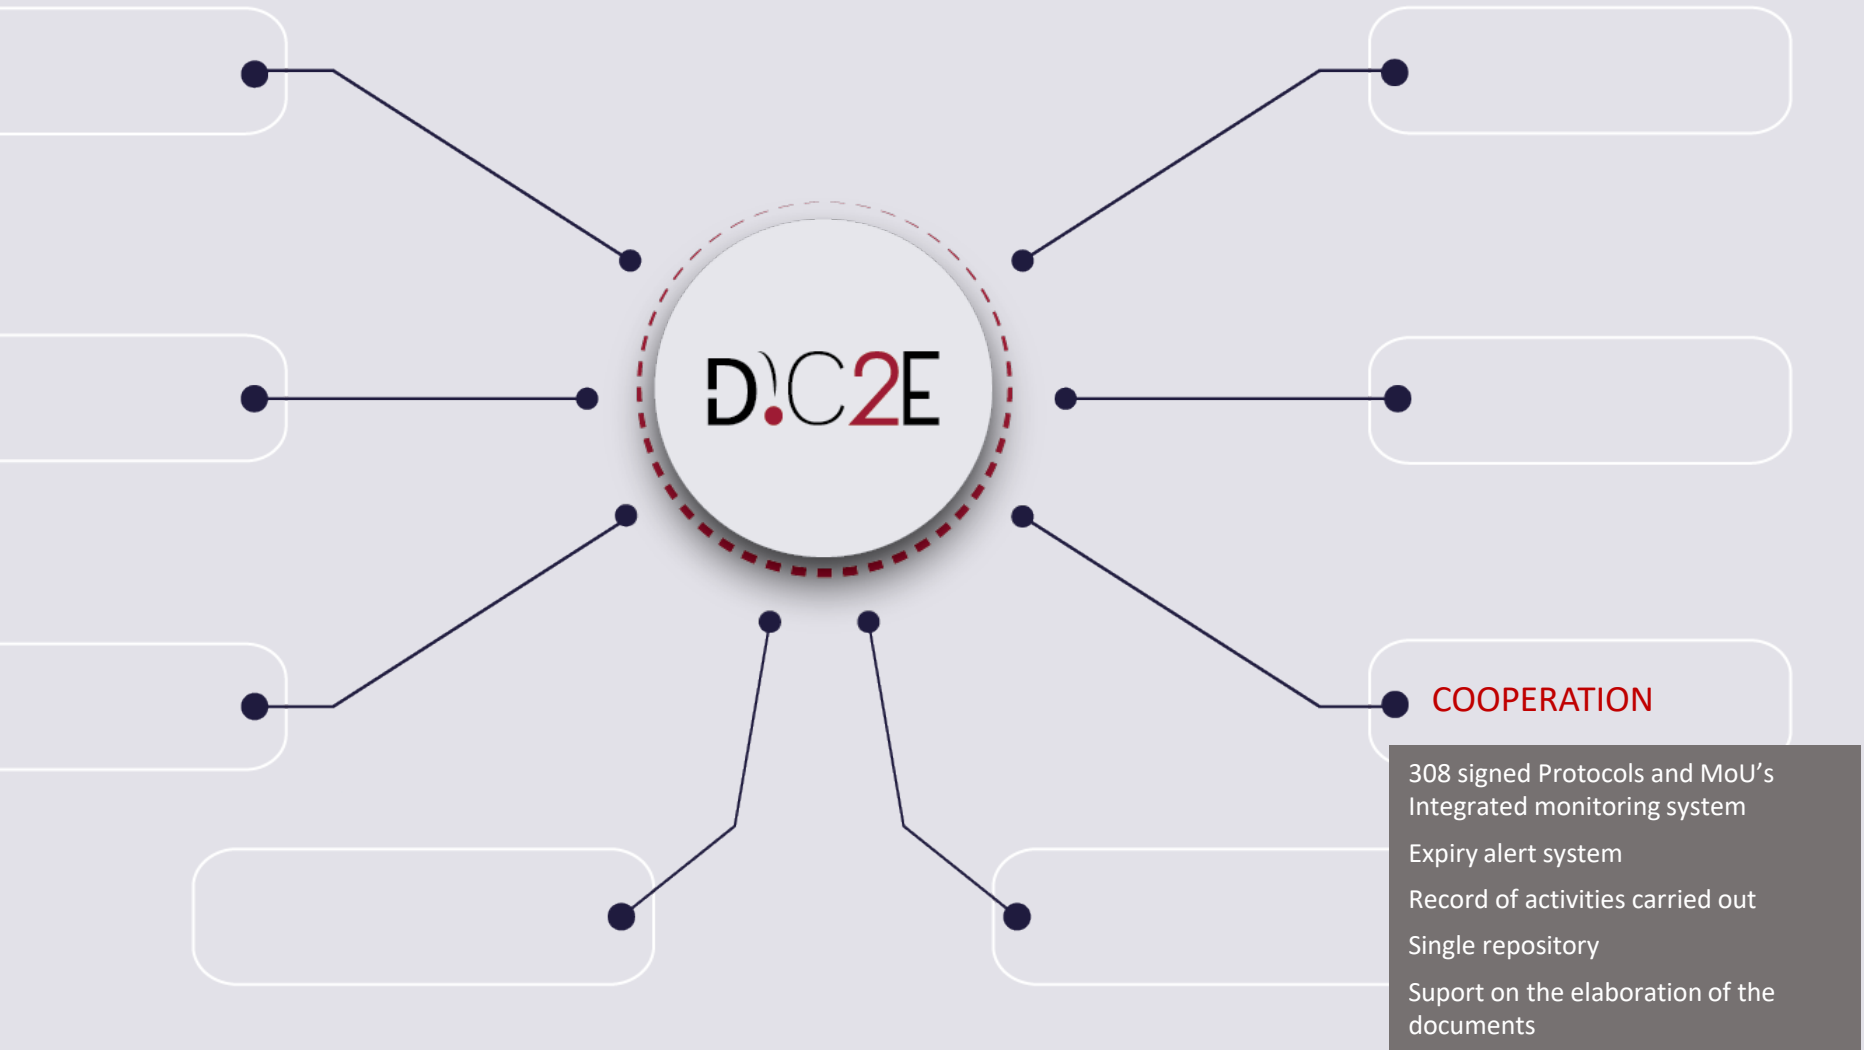 D!C2E
COOPERATION
308 signed Protocols and MoU’s
Integrated monitoring system
Expiry alert system
Record of activities carried out
Single repository
Suport on the elaboration of the
documents